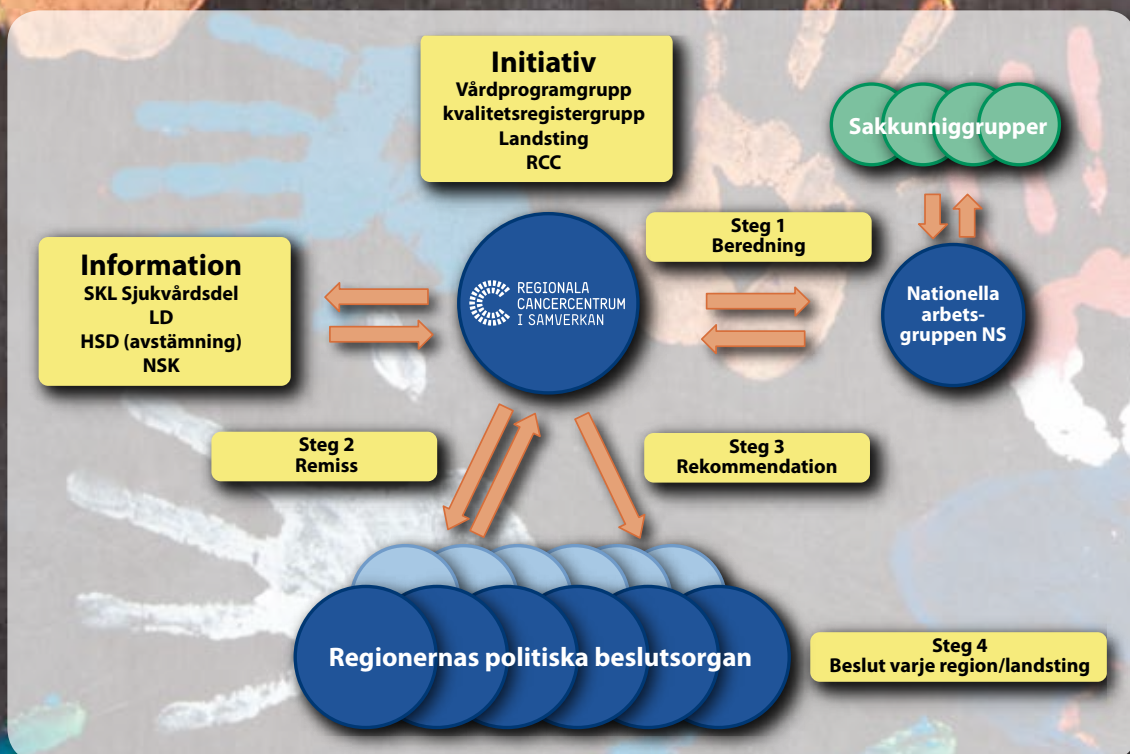 Initiativ
Vårdprogramgrupp
kvalitetsregistergrupp
Landsting
RCC
Sakkunniggrupper
Steg 1
Beredning
Information
SKL Sjukvårdsdel
LD
HSD (avstämning)
NSK
REGIONALA
CANCERCENTRUM
I SAMVERKAN
Nationella
arbets-
gruppen NS
Steg 2
Remiss
Steg 3
Rekommendation
Regionernas politiska beslutsorgan
Steg 4
Beslut varje region/landsting